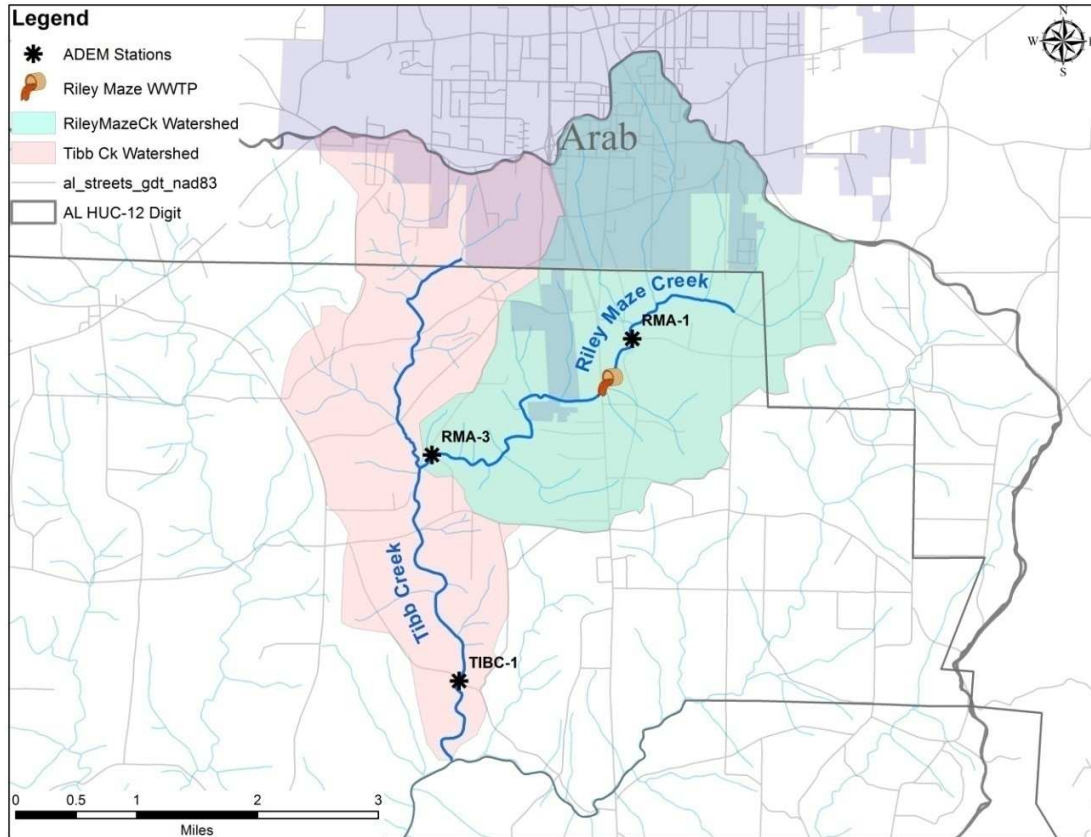 Legend
ADEM Stations
Riley Maze WWTP
RileyMazeCk Watershed
Tibb Ck Watershed
al_streets_gdt_nad83
AL HUC-12 Digit
N
W
E
S
Arab
Riley Maze Creek
RMA-1
RMA-3
Tibb Creek
TIBC-1
0 0.5 1 2 3
Miles